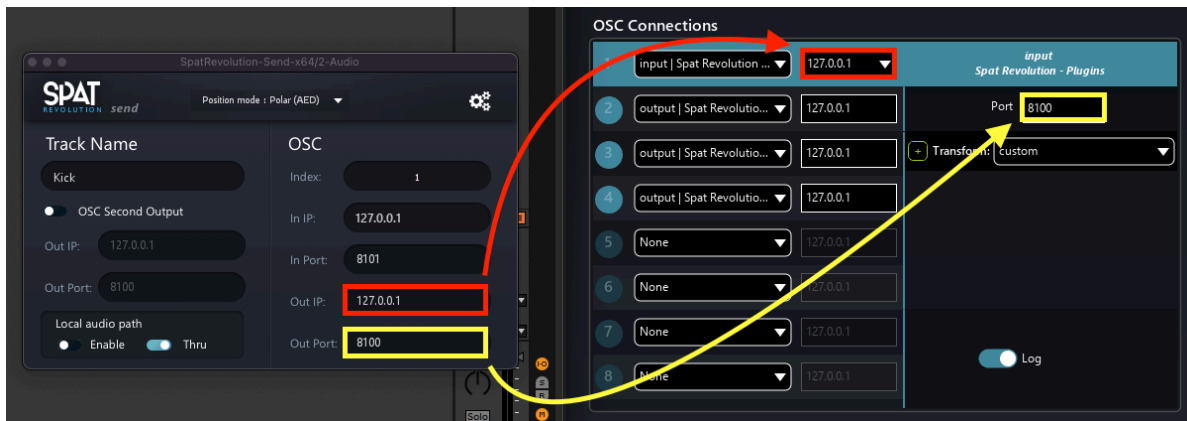 SpatRevolution-Send-x64/2-Audio
SPAT
REVOLUTION send
Position mode : Polar (AED)
Track Name
Kick
OSC Second Output
Out IP: 127.0.0.1
Out Port: 8100
Local audio path
Enable Thru
OSC
Index: 1
In IP: 127.0.0.1
In Port: 8101
Out IP: 127.0.0.1
Out Port: 8100
Solo
I·O
S
R
M
OSC Connections
1 input | Spat Revolution ... 127.0.0.1
2 output | Spat Revolutio... 127.0.0.1
3 output | Spat Revolutio... 127.0.0.1
4 output | Spat Revolutio... 127.0.0.1
5 None 127.0.0.1
6 None 127.0.0.1
7 None 127.0.0.1
8 None 127.0.0.1
input
Spat Revolution - Plugins
Port 8100
+ Transform: custom
Log